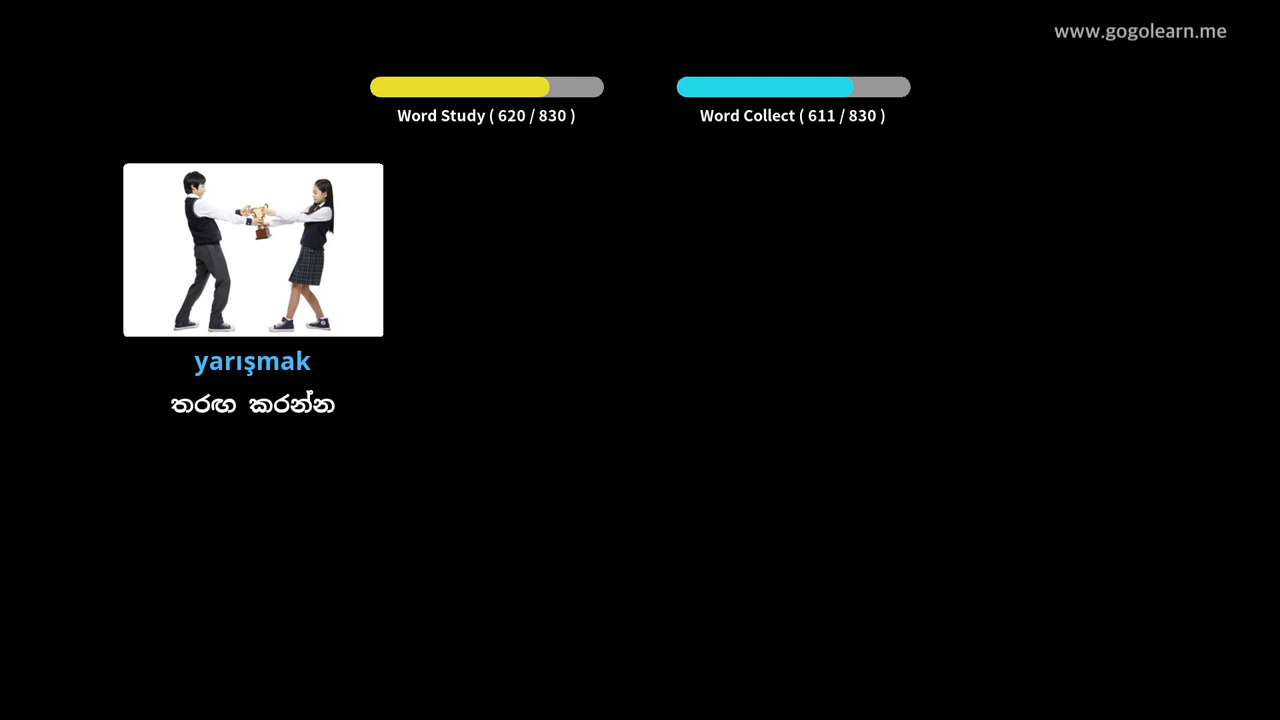 www.gogolearn.me
Word Study ( 620 / 830 )
Word Collect ( 611 / 830 )
yarışmak
තරඟ කරන්න